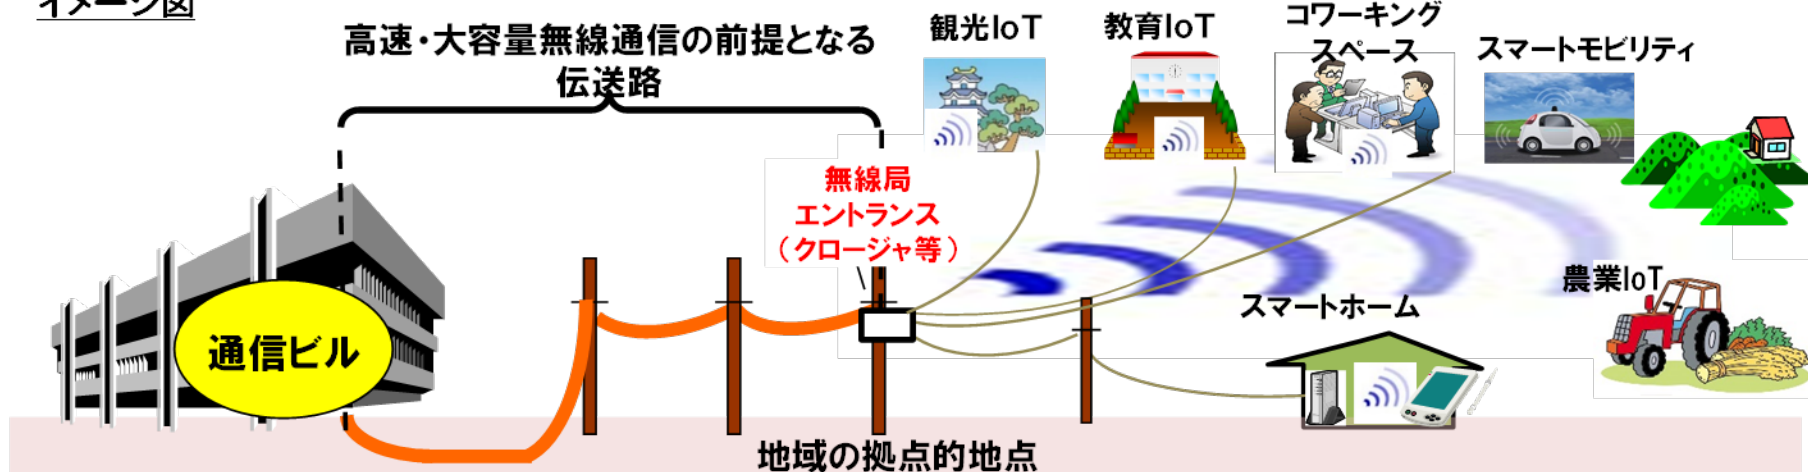 イメージ図
高速・大容量無線通信の前提となる
伝送路
観光IoT
教育IoT
コワーキング
スペース
スマートモビリティ
無線局
エントランス
（クロージャ等）
通信ビル
スマートホーム
農業IoT
地域の拠点的地点